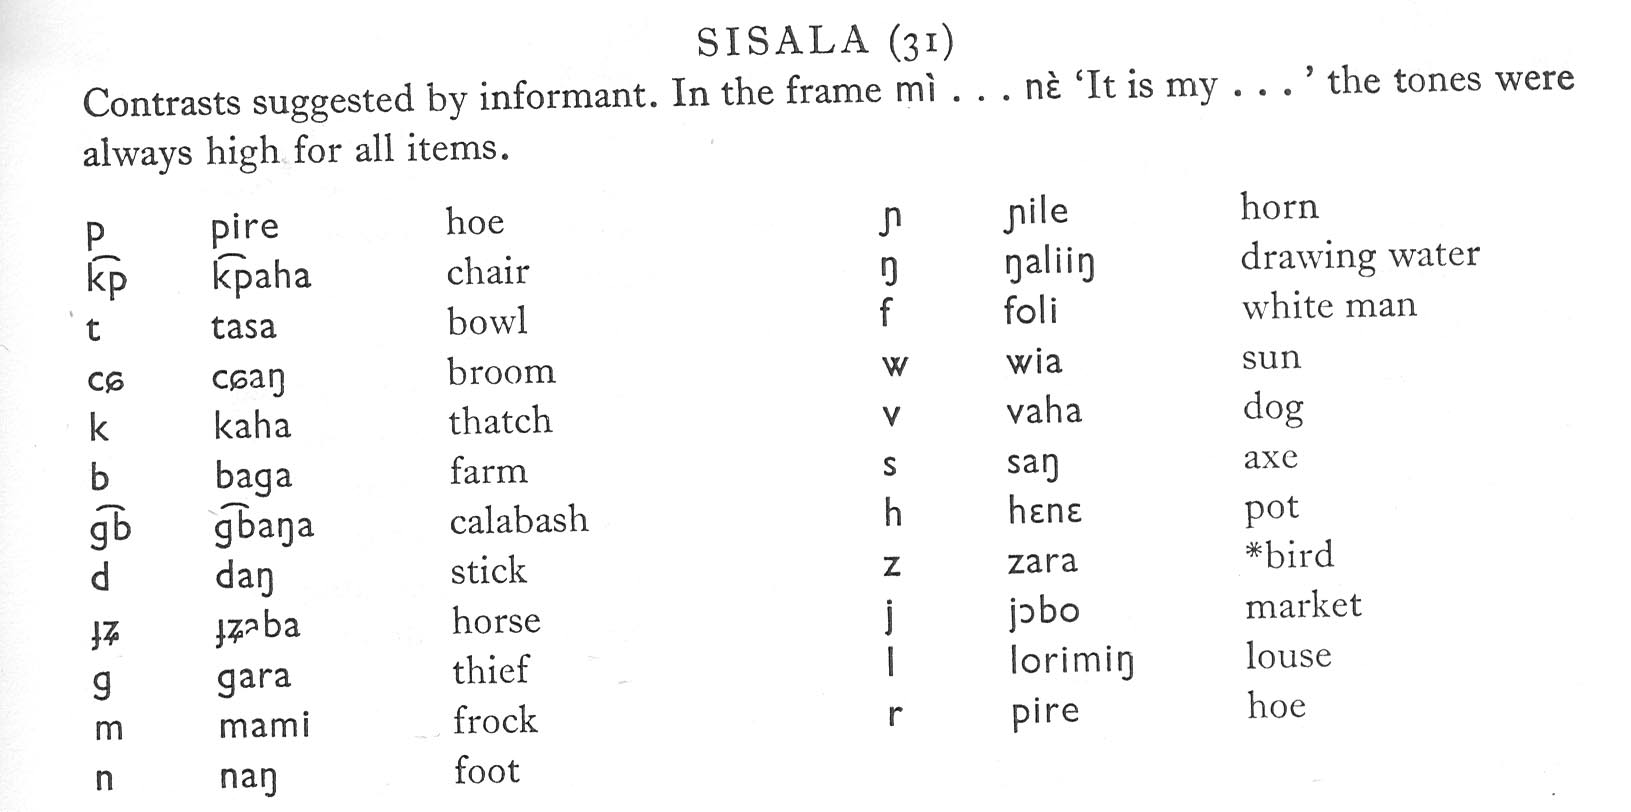 SISALA (31)
Contrasts suggested by informant. In the frame mì . . . nɛ̀ ‘It is my . . .’ the tones were
always high for all items.
p pire hoe
k͡p k͡paha chair
t tasa bowl
cɕ cɕaŋ broom
k kaha thatch
b baga farm
g͡b g͡baŋa calabash
d daŋ stick
ɟʑ horse
g gara thief
m mami frock
n naŋ foot
ɲ ɲile horn
ŋ ŋaliiŋ drawing water
f foli white man
w wia sun
v vaha dog
s saŋ axe
h hɛnɛ pot
z zara *bird
j jɔbo market
l lorimiŋ louse
r pire hoe